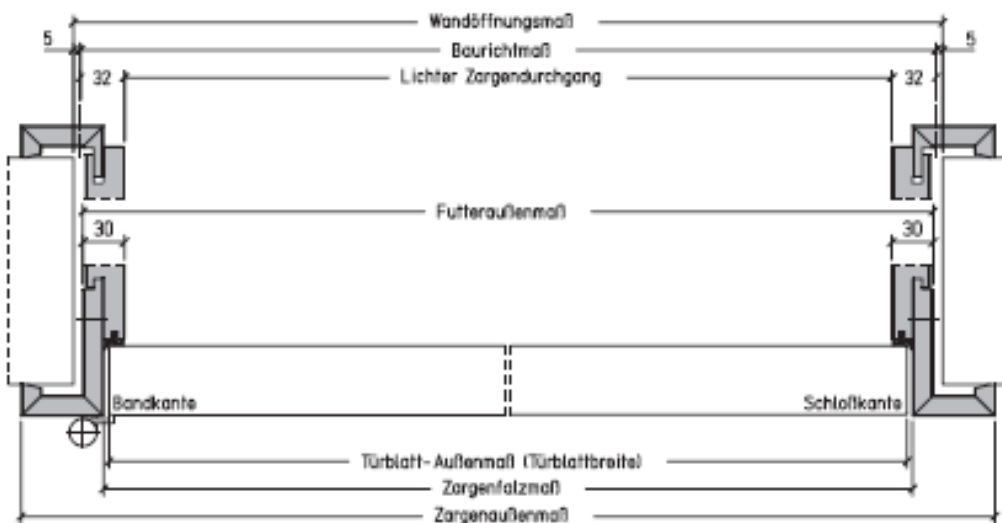 Wandöffnungsmaß
5 Baurichtmaß 5
32 Lichter Zargendurchgang 32
Futteraußenmaß
30 30
Bandkante Schloßkante
Türblatt-Außenmaß (Türblattbreite)
Zargenfalzmaß
Zargenaußenmaß